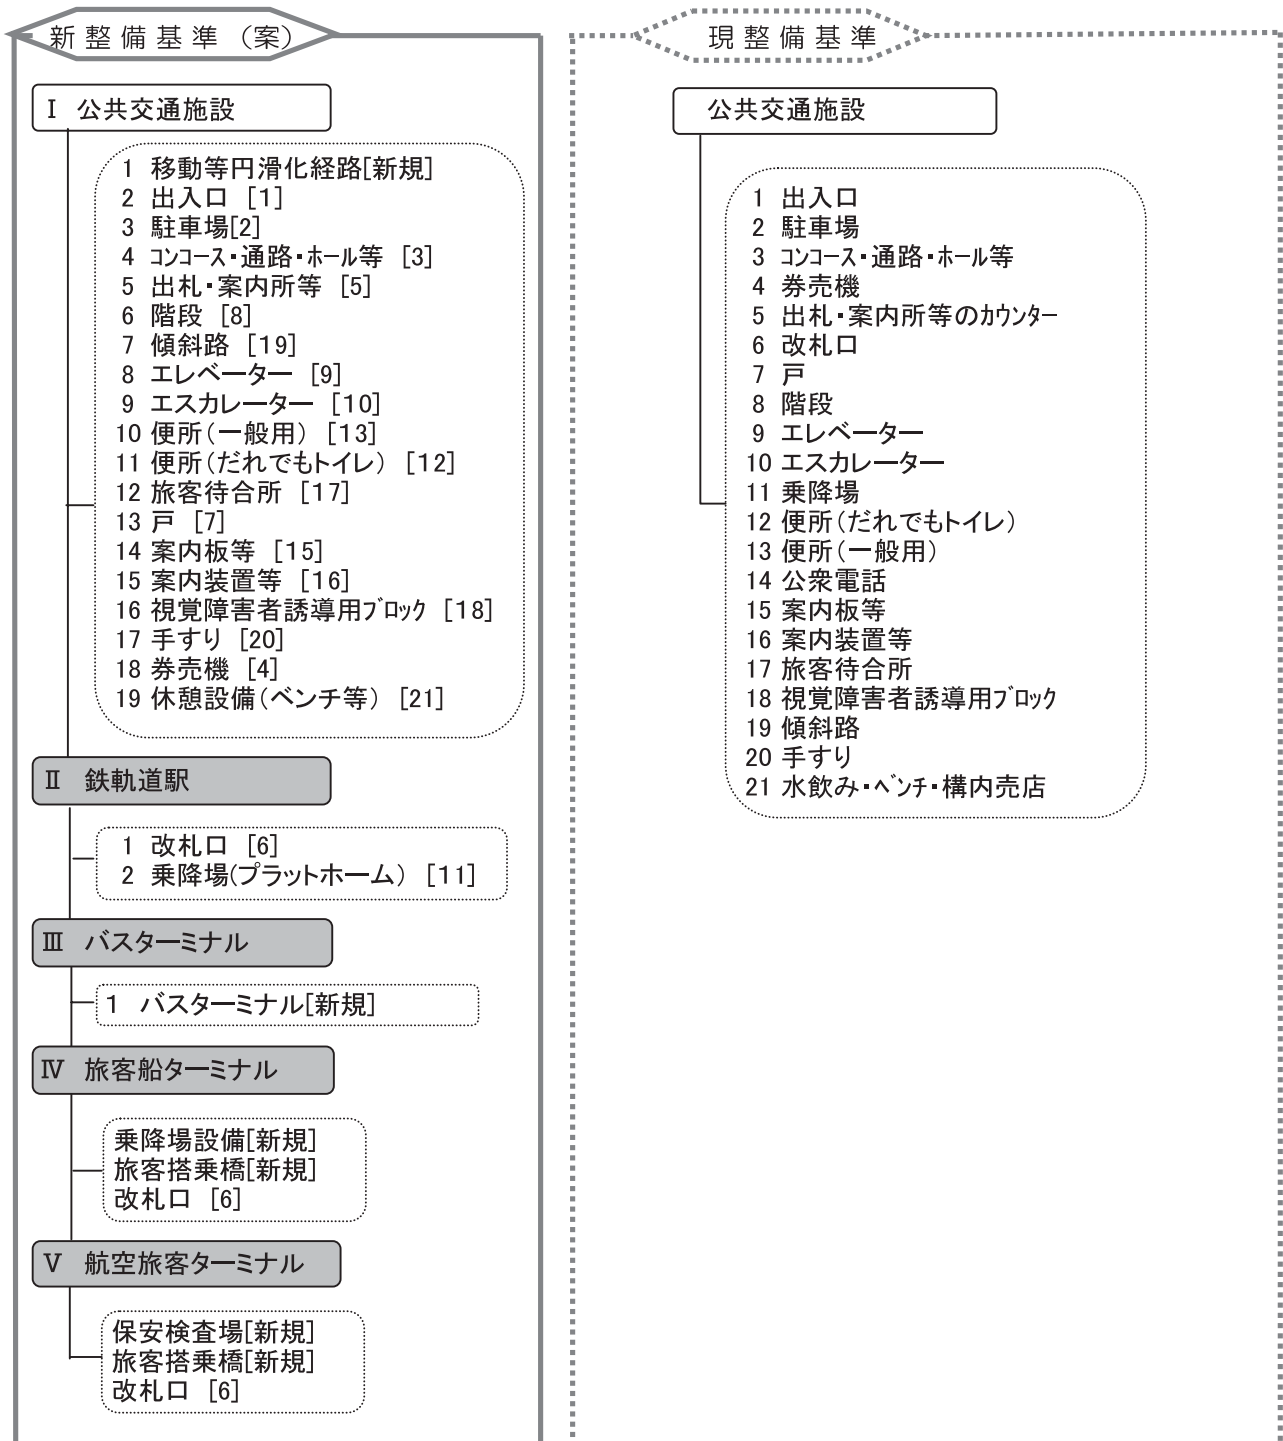 新整備基準（案）
Ⅰ 公共交通施設
1 移動等円滑化経路[新規]
2 出入口 [1]
3 駐車場[2]
4 ｺﾝｺｰｽ・通路・ﾎｰﾙ等 [3]
5 出札・案内所等 [5]
6 階段 [8]
7 傾斜路 [19]
8 エレベーター [9]
9 エスカレーター [10]
10 便所（一般用）[13]
11 便所（だれでもトイレ）[12]
12 旅客待合所 [17]
13 戸 [7]
14 案内板等 [15]
15 案内装置等 [16]
16 視覚障害者誘導用ﾌﾞﾛｯｸ [18]
17 手すり [20]
18 券売機 [4]
19 休憩設備（ベンチ等）[21]
Ⅱ 鉄軌道駅
1 改札口 [6]
2 乗降場(プラットホーム）[11]
Ⅲ バスターミナル
1 バスターミナル[新規]
Ⅳ 旅客船ターミナル
乗降場設備[新規]
旅客搭乗橋[新規]
改札口 [6]
Ⅴ 航空旅客ターミナル
保安検査場[新規]
旅客搭乗橋[新規]
改札口 [6]
現整備基準
公共交通施設
1 出入口
2 駐車場
3 ｺﾝｺｰｽ・通路・ﾎｰﾙ等
4 券売機
5 出札・案内所等のｶｳﾝﾀｰ
6 改札口
7 戸
8 階段
9 エレベーター
10 エスカレーター
11 乗降場
12 便所（だれでもトイレ）
13 便所（一般用）
14 公衆電話
15 案内板等
16 案内装置等
17 旅客待合所
18 視覚障害者誘導用ﾌﾞﾛｯｸ
19 傾斜路
20 手すり
21 水飲み・ﾍﾞﾝﾁ・構内売店